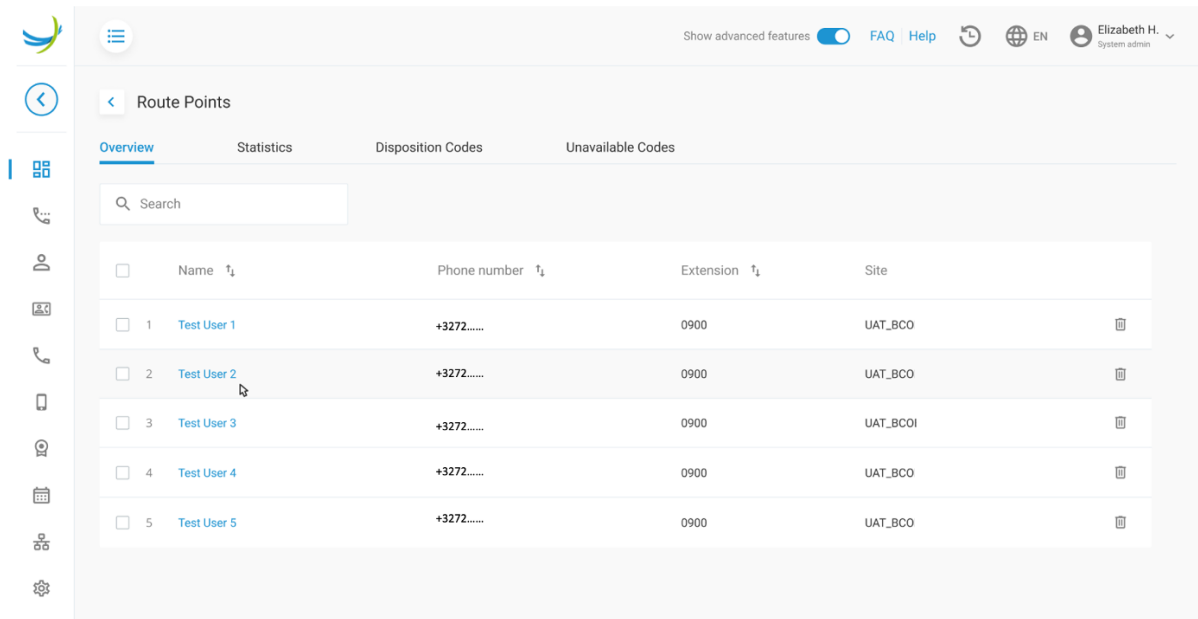 Show advanced features FAQ Help EN Elizabeth H.
System admin
Route Points
Overview Statistics Disposition Codes Unavailable Codes
Search
Name Phone number Extension Site
1 Test User 1 +3272...... 0900 UAT_BCO
2 Test User 2 +3272...... 0900 UAT_BCO
3 Test User 3 +3272...... 0900 UAT_BCOI
4 Test User 4 +3272...... 0900 UAT_BCO
5 Test User 5 +3272...... 0900 UAT_BCO